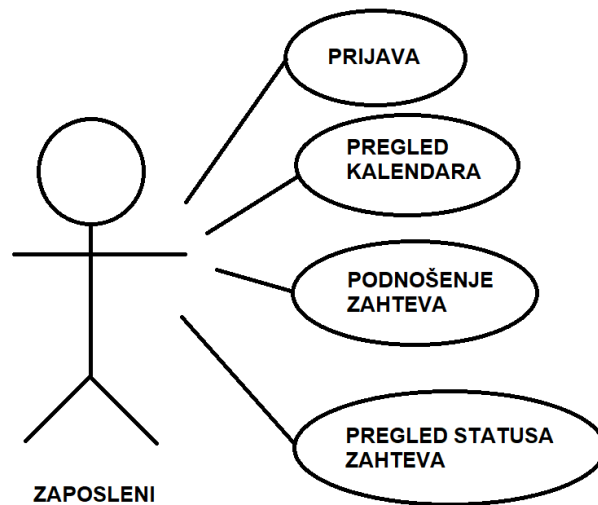 PRIJAVA
PREGLED
KALENDARA
PODNOŠENJE
ZAHTEVA
PREGLED STATUSA
ZAHTEVA
ZAPOSLENI